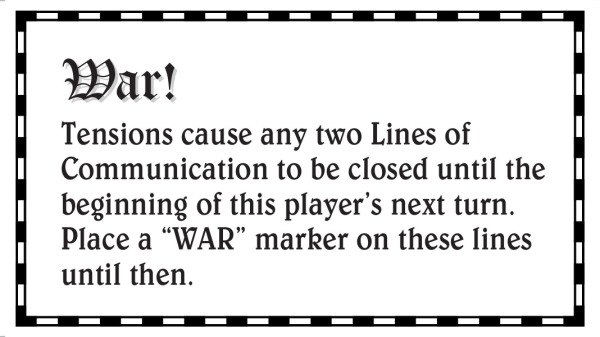 War!
Tensions cause any two Lines of
Communication to be closed until the
beginning of this player’s next turn.
Place a “WAR” marker on these lines
until then.